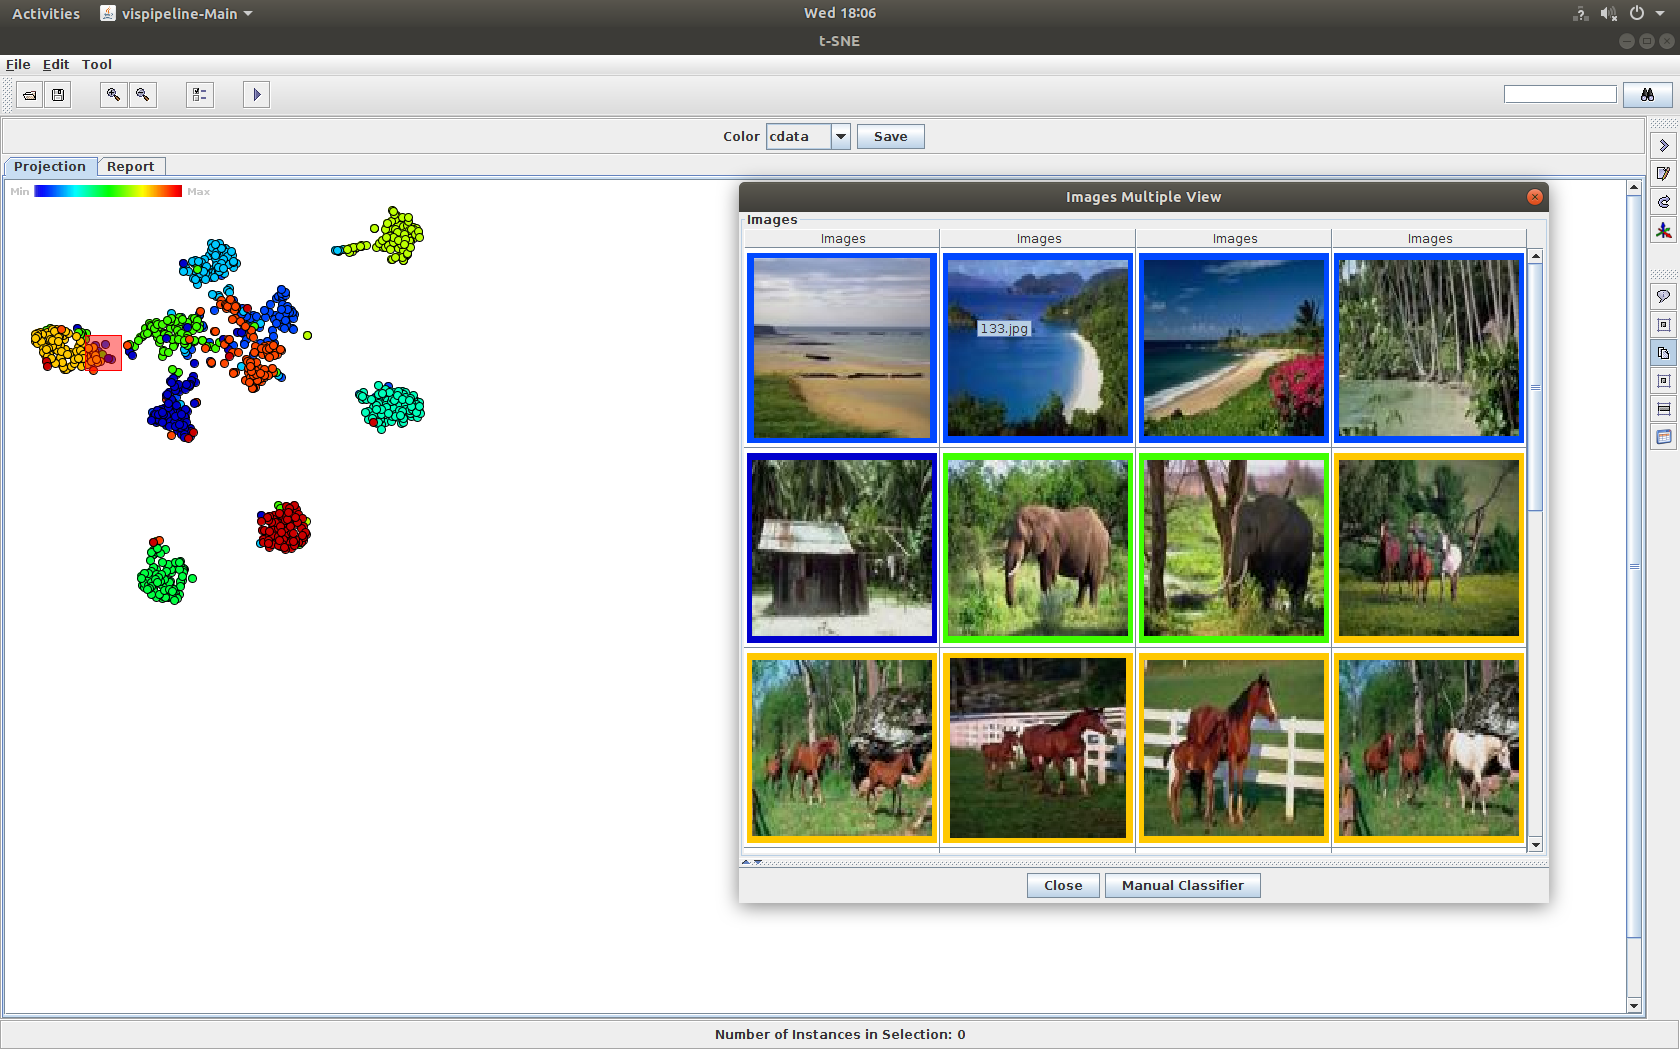 Activities vispipeline-Main Wed 18:06
t-SNE
File Edit Tool
Color cdata Save
Projection Report
Min Max
Images Multiple View
Images
Images Images Images Images
133.jpg
Close Manual Classifier
Number of Instances in Selection: 0